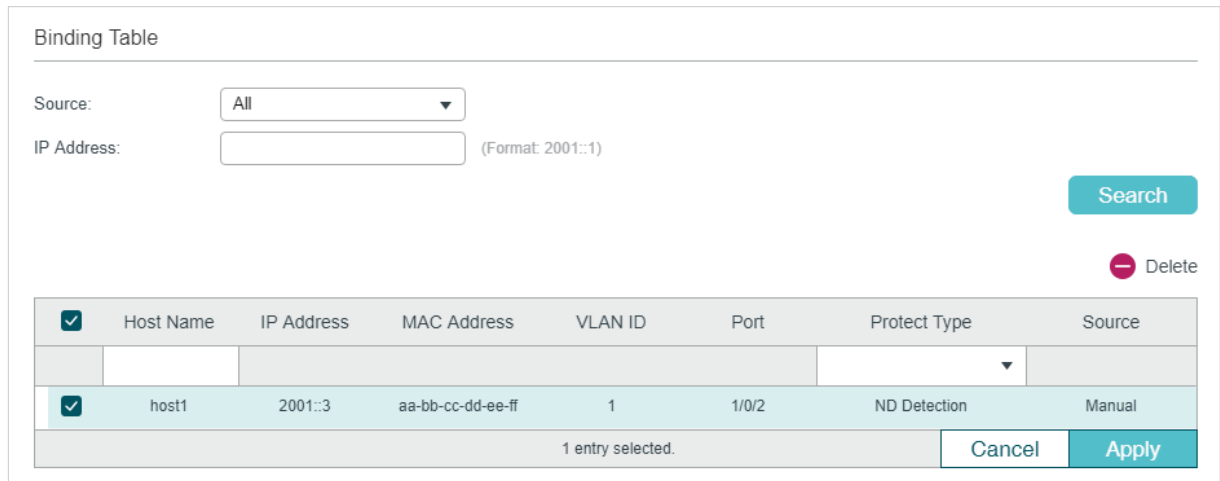 Binding Table
Source: All
IP Address: (Format: 2001::1)
Search
Delete
Host Name IP Address MAC Address VLAN ID Port Protect Type Source
host1 2001::3 aa-bb-cc-dd-ee-ff 1 1/0/2 ND Detection Manual
1 entry selected. Cancel Apply